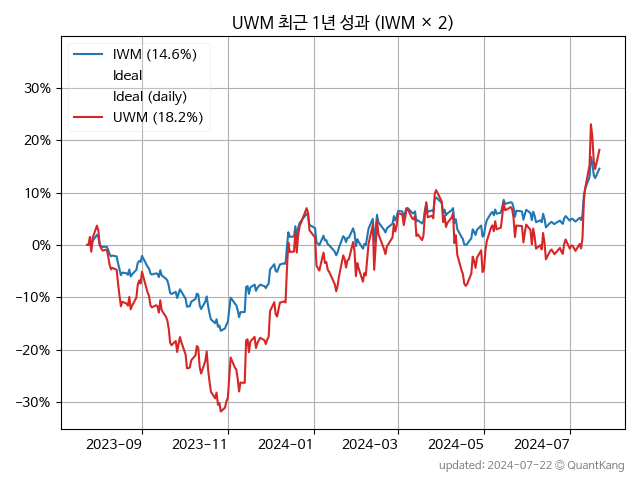 UWM 최근 1년 성과 (IWM × 2)
IWM (14.6%)
Ideal
Ideal (daily)
UWM (18.2%)
30%
20%
10%
0%
−10%
−20%
−30%
2023−09
2023−11
2024−01
2024−03
2024−05
2024−07
updated: 2024-07-22 © QuantKang